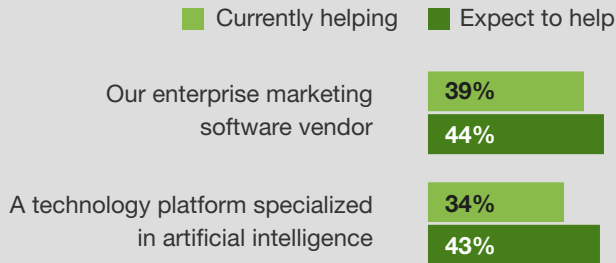 Currently helping Expect to help
Our enterprise marketing
software vendor
39%
44%
A technology platform specialized
in artificial intelligence
34%
43%